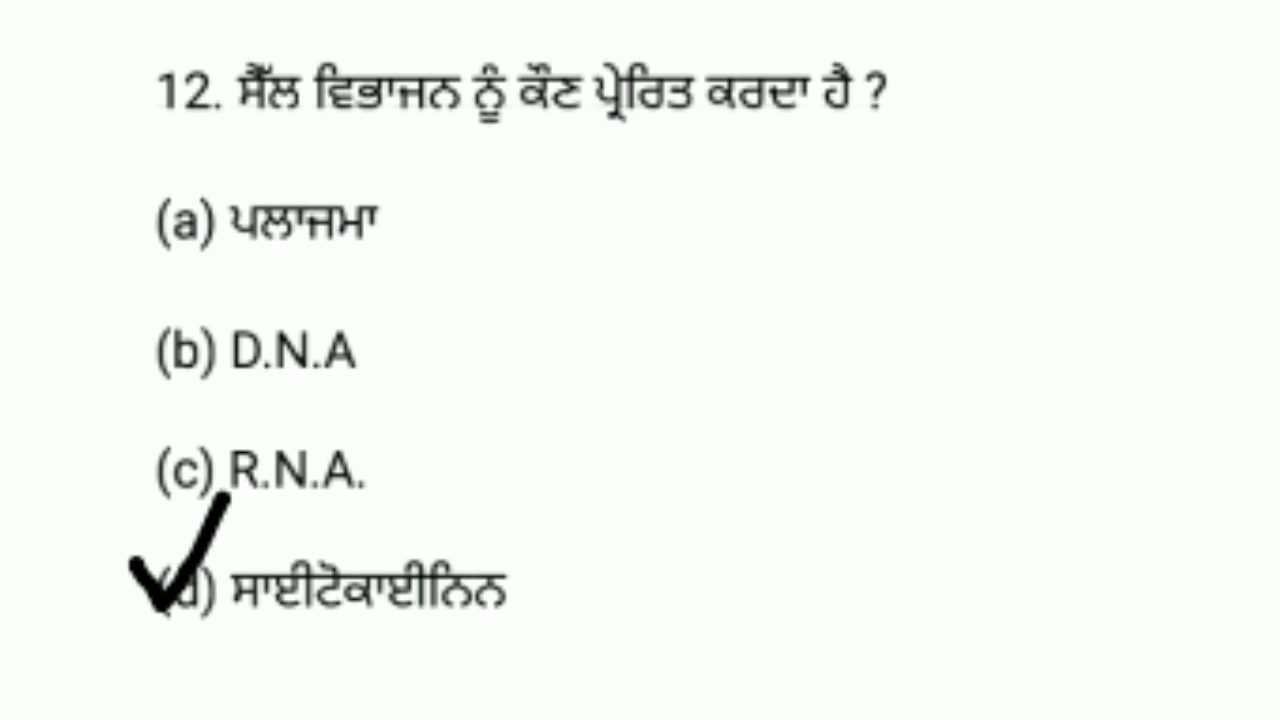 12. ਸੈੱਲ ਵਿਭਾਜਨ ਨੂੰ ਕੌਣ ਪ੍ਰੇਰਿਤ ਕਰਦਾ ਹੈ ?
(a) ਪਲਾਜਮਾ
(b) D.N.A
(c) R.N.A.
(d) ਸਾਈਟੋਕਾਈਨਿਨ